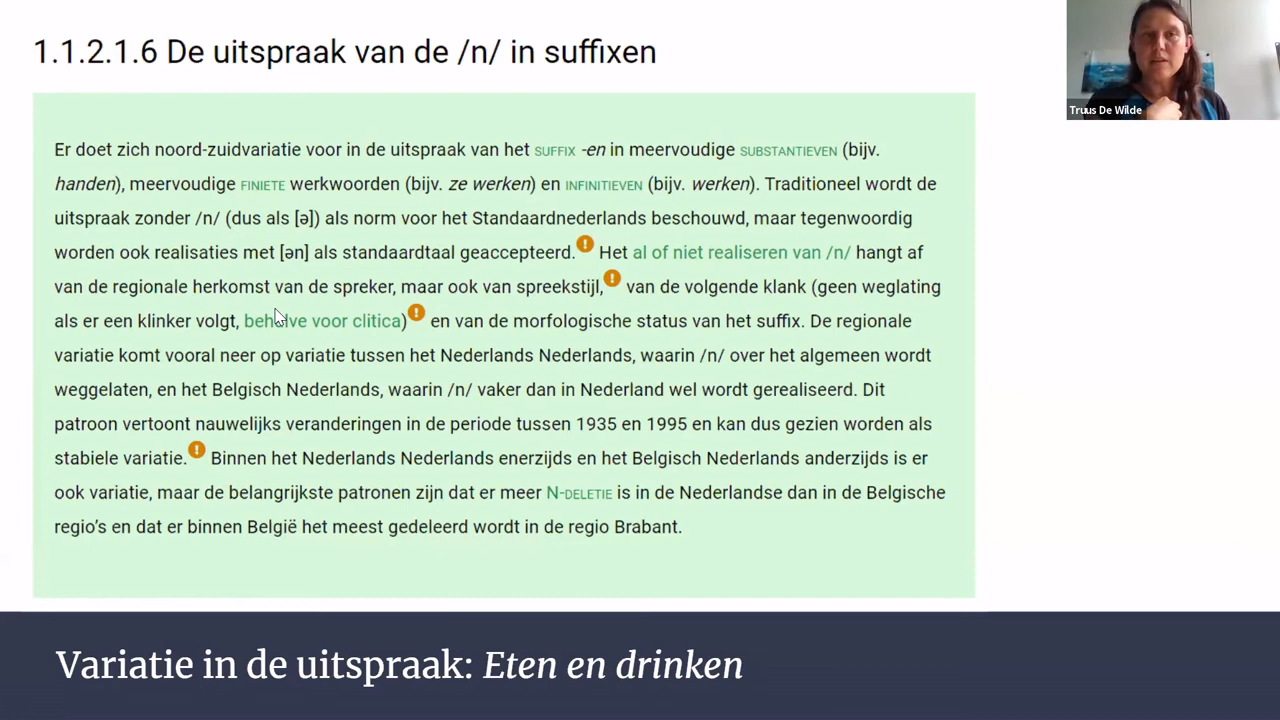 1.1.2.1.6 De uitspraak van de /n/ in suffixen
Truus De Wilde
Er doet zich noord-zuidvariatie voor in de uitspraak van het SUFFIX -en in meervoudige SUBSTANTIEVEN (bijv.
handen), meervoudige FINIETE werkwoorden (bijv. ze werken) en INFINITIEVEN (bijv. werken). Traditioneel wordt de
uitspraak zonder /n/ (dus als [ə]) als norm voor het Standaardnederlands beschouwd, maar tegenwoordig
worden ook realisaties met [ən] als standaardtaal geaccepteerd. Het al of niet realiseren van /n/ hangt af
van de regionale herkomst van de spreker, maar ook van spreekstijl, van de volgende klank (geen weglating
als er een klinker volgt, behalve voor clitica) en van de morfologische status van het suffix. De regionale
variatie komt vooral neer op variatie tussen het Nederlands Nederlands, waarin /n/ over het algemeen wordt
weggelaten, en het Belgisch Nederlands, waarin /n/ vaker dan in Nederland wel wordt gerealiseerd. Dit
patroon vertoont nauwelijks veranderingen in de periode tussen 1935 en 1995 en kan dus gezien worden als
stabiele variatie. Binnen het Nederlands Nederlands enerzijds en het Belgisch Nederlands anderzijds is er
ook variatie, maar de belangrijkste patronen zijn dat er meer N-DELETIE is in de Nederlandse dan in de Belgische
regio's en dat er binnen België het meest gedeleerd wordt in de regio Brabant.
Variatie in de uitspraak: Eten en drinken